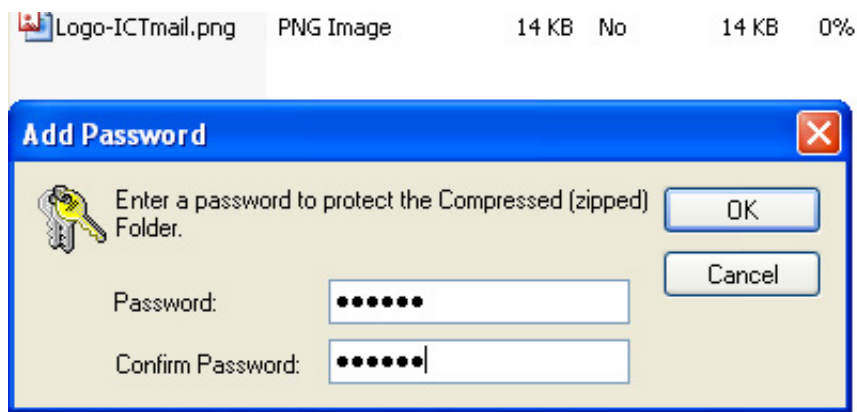 Logo-ICTmail.png PNG Image 14 KB No 14 KB 0%
Add Password
Enter a password to protect the Compressed (zipped)
Folder.
OK
Cancel
Password: ●●●●●●
Confirm Password: ●●●●●●